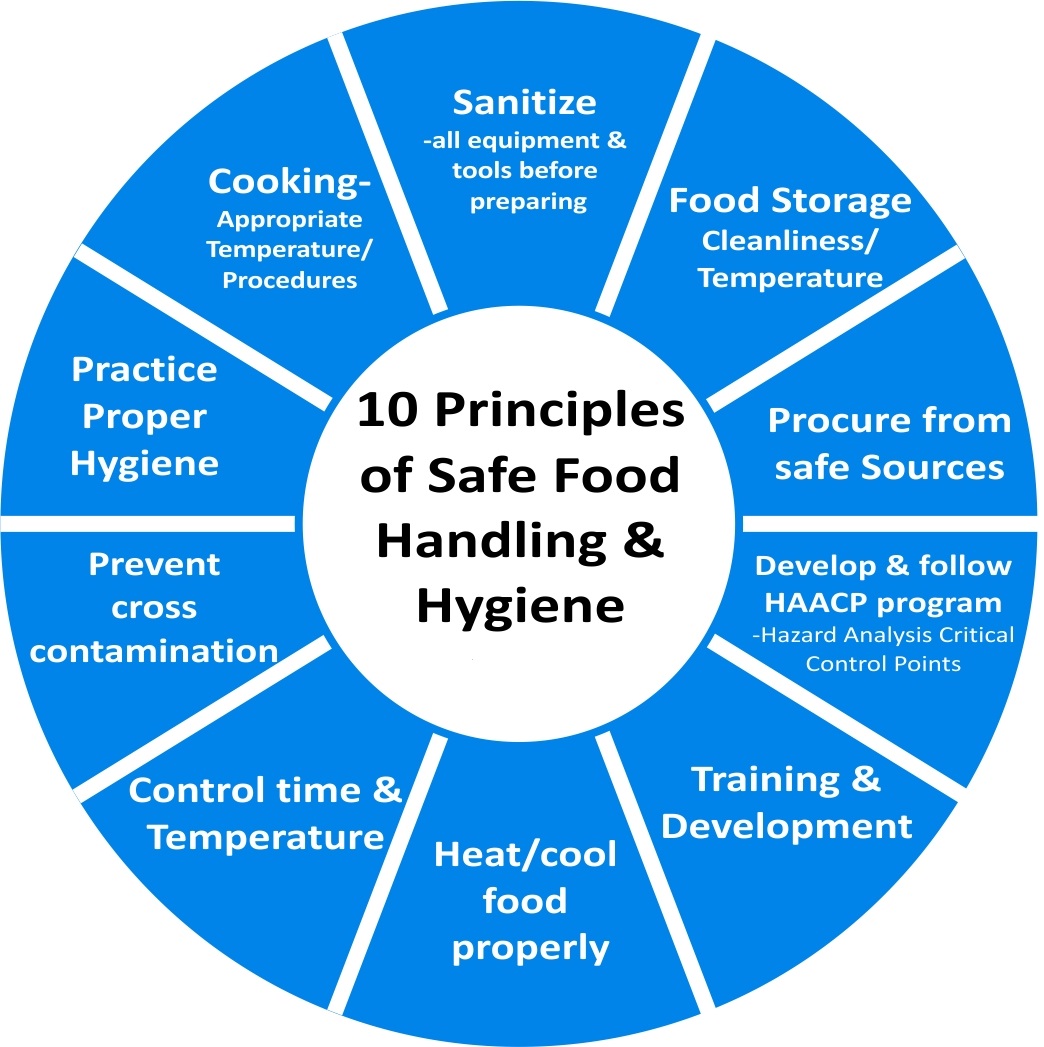 10 Principles
of Safe Food
Handling &
Hygiene
Sanitize
-all equipment &
tools before
preparing
Food Storage
Cleanliness/
Temperature
Procure from
safe Sources
Develop & follow
HAACP program
-Hazard Analysis Critical
Control Points
Training &
Development
Heat/cool
food
properly
Control time &
Temperature
Prevent
cross
contamination
Practice
Proper
Hygiene
Cooking-
Appropriate
Temperature/
Procedures